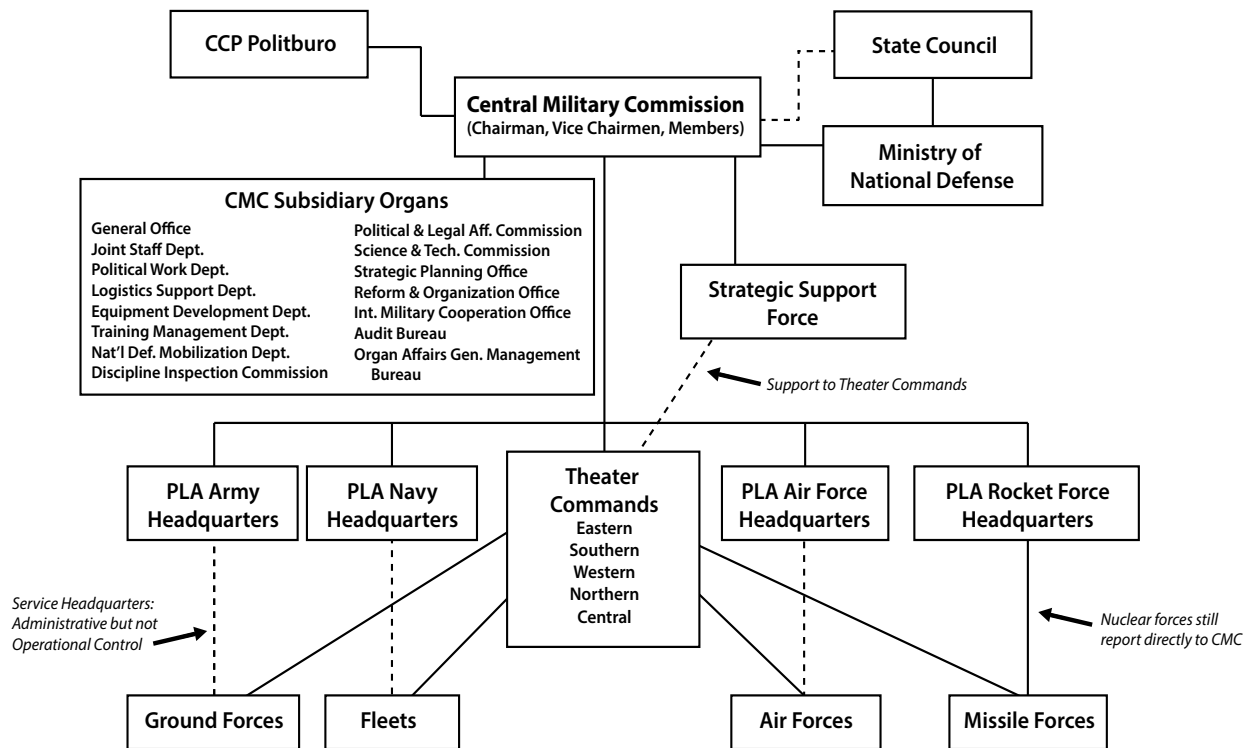 CCP Politburo
State Council
Central Military Commission
(Chairman, Vice Chairmen, Members)
Ministry of
National Defense
CMC Subsidiary Organs
General Office
Joint Staff Dept.
Political Work Dept.
Logistics Support Dept.
Equipment Development Dept.
Training Management Dept.
Nat'l Def. Mobilization Dept.
Discipline Inspection Commission
Political & Legal Aff. Commission
Science & Tech. Commission
Strategic Planning Office
Reform & Organization Office
Int. Military Cooperation Office
Audit Bureau
Organ Affairs Gen. Management
Bureau
Strategic Support
Force
Support to Theater Commands
PLA Army
Headquarters
PLA Navy
Headquarters
Theater
Commands
Eastern
Southern
Western
Northern
Central
PLA Air Force
Headquarters
PLA Rocket Force
Headquarters
Service Headquarters:
Administrative but not
Operational Control
Nuclear forces still
report directly to CMC
Ground Forces
Fleets
Air Forces
Missile Forces